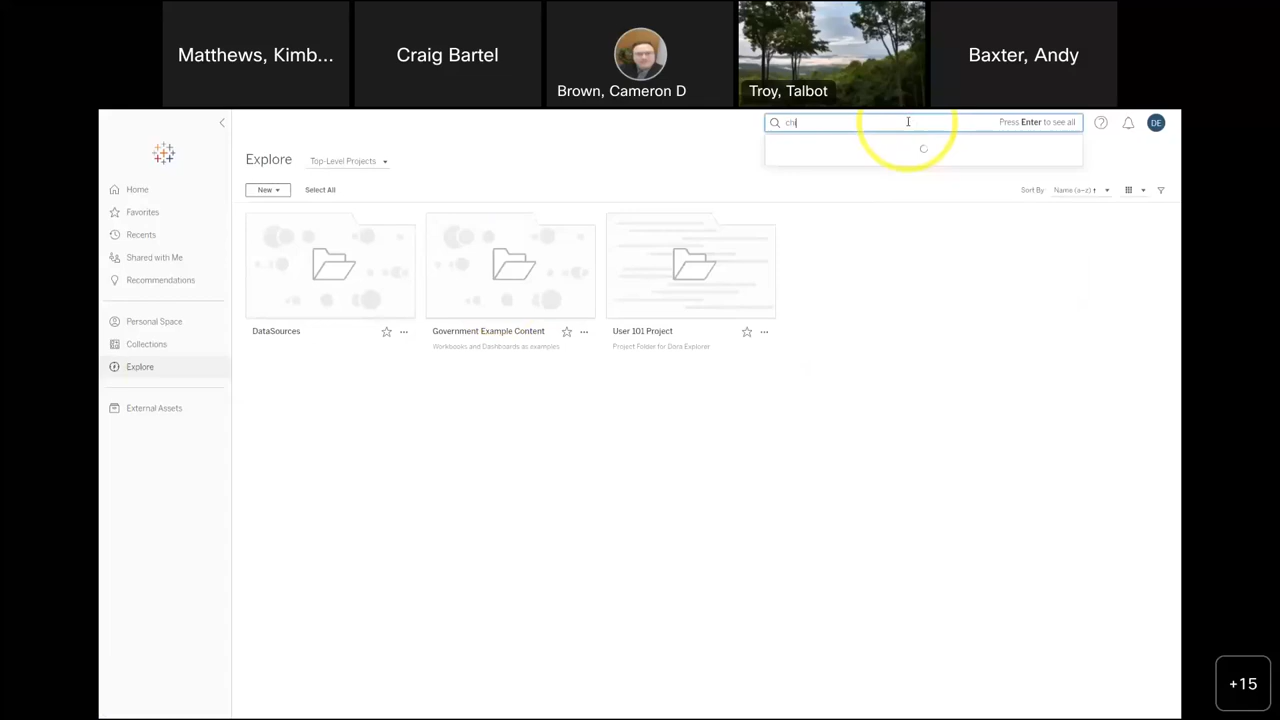 Matthews, Kimb...
Craig Bartel
Brown, Cameron D
Troy, Talbot
Baxter, Andy
chi
Press Enter to see all
DE
Explore
Top-Level Projects
New
Select All
Sort By:
Name (a–z) ↑
Home
Favorites
Recents
Shared with Me
Recommendations
Personal Space
Collections
Explore
External Assets
DataSources
Government Example Content
Workbooks and Dashboards as examples
User 101 Project
Project Folder for Dora Explorer
+15